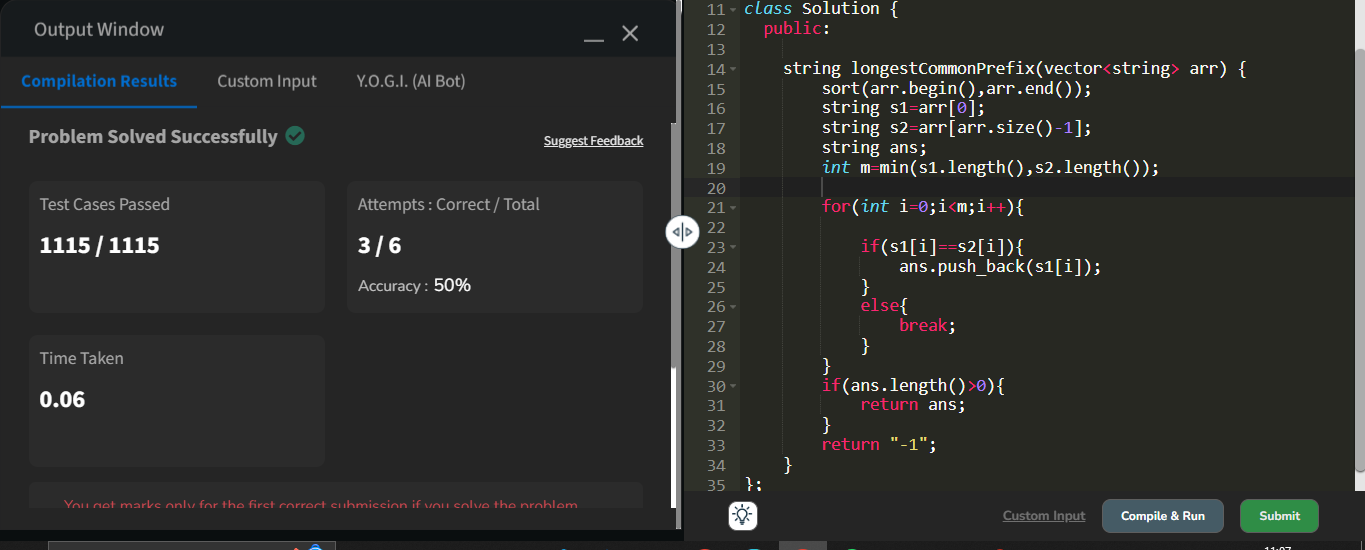 Output Window
Compilation Results
Custom Input
Y.O.G.I. (AI Bot)
Problem Solved Successfully
Suggest Feedback
Test Cases Passed
1115 / 1115
Attempts : Correct / Total
3 / 6
Accuracy : 50%
Time Taken
0.06
You get marks only for the first correct submission if you solve the problem
11 class Solution {
12 public:
13
14 string longestCommonPrefix(vector<string> arr) {
15 sort(arr.begin(),arr.end());
16 string s1=arr[0];
17 string s2=arr[arr.size()-1];
18 string ans;
19 int m=min(s1.length(),s2.length());
20
21 for(int i=0;i<m;i++){
22
23 if(s1[i]==s2[i]){
24 ans.push_back(s1[i]);
25 }
26 else{
27 break;
28 }
29 }
30 if(ans.length()>0){
31 return ans;
32 }
33 return "-1";
34 }
35 };
Custom Input
Compile & Run
Submit
11:07